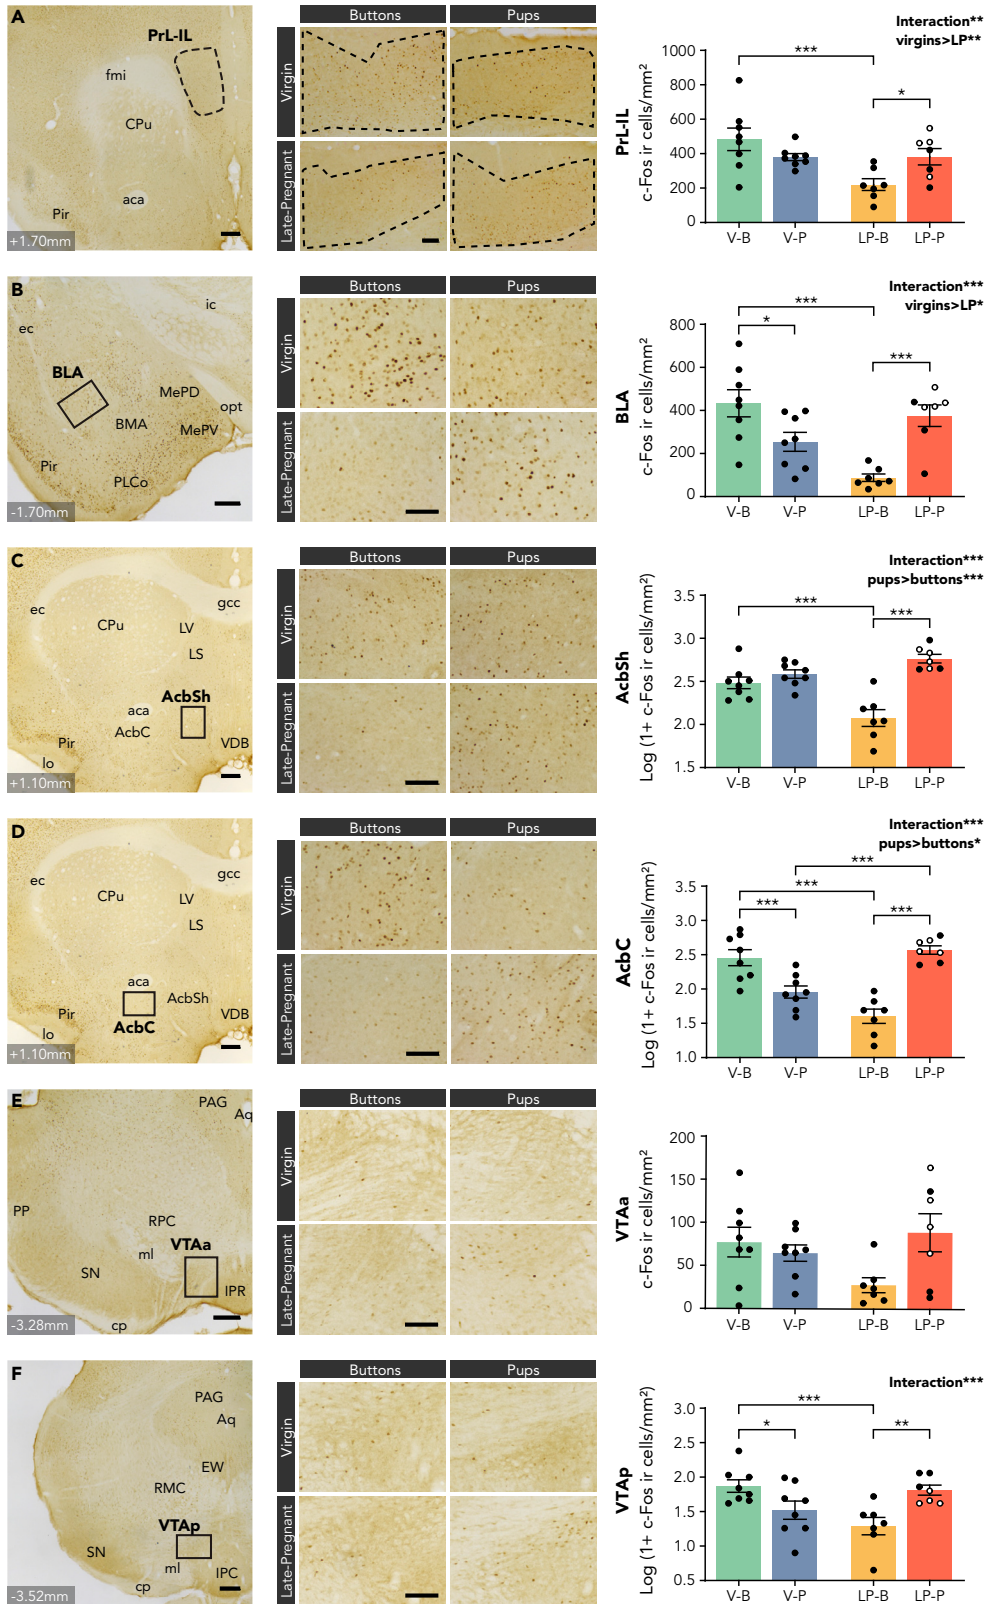 A
PrL-IL
fmi
CPu
aca
Pir
+1.70mm
Buttons Pups
Virgin
Late-Pregnant
Interaction**
virgins>LP**
PrL-IL
c-Fos ir cells/mm²
1000
800
600
400
200
0
***
*
V-B V-P LP-B LP-P
B
ic
ec
BLA
MePD
opt
BMA
MePV
Pir
PLCo
-1.70mm
Buttons Pups
Virgin
Late-Pregnant
Interaction***
virgins>LP*
BLA
c-Fos ir cells/mm²
800
600
400
200
0
***
*
***
V-B V-P LP-B LP-P
C
ec
gcc
CPu
LV
LS
AcbSh
aca
AcbC
Pir
VDB
lo
+1.10mm
Buttons Pups
Virgin
Late-Pregnant
Interaction***
pups>buttons***
AcbSh
Log (1+ c-Fos ir cells/mm²)
3.5
3.0
2.5
2.0
1.5
***
***
V-B V-P LP-B LP-P
D
ec
gcc
CPu
LV
LS
aca
AcbSh
Pir
VDB
AcbC
lo
+1.10mm
Buttons Pups
Virgin
Late-Pregnant
Interaction***
pups>buttons*
AcbC
Log (1+ c-Fos ir cells/mm²)
3.5
3.0
2.5
2.0
1.5
1.0
***
***
***
***
V-B V-P LP-B LP-P
E
PAG
Aq
PP
RPC
VTAa
ml
SN
IPR
cp
-3.28mm
Buttons Pups
Virgin
Late-Pregnant
VTAa
c-Fos ir cells/mm²
200
150
100
50
0
V-B V-P LP-B LP-P
F
PAG
Aq
EW
RMC
VTAp
SN
ml
IPC
cp
-3.52mm
Buttons Pups
Virgin
Late-Pregnant
Interaction***
VTAp
Log (1+ c-Fos ir cells/mm²)
3.0
2.5
2.0
1.5
1.0
0.5
***
*
**
V-B V-P LP-B LP-P